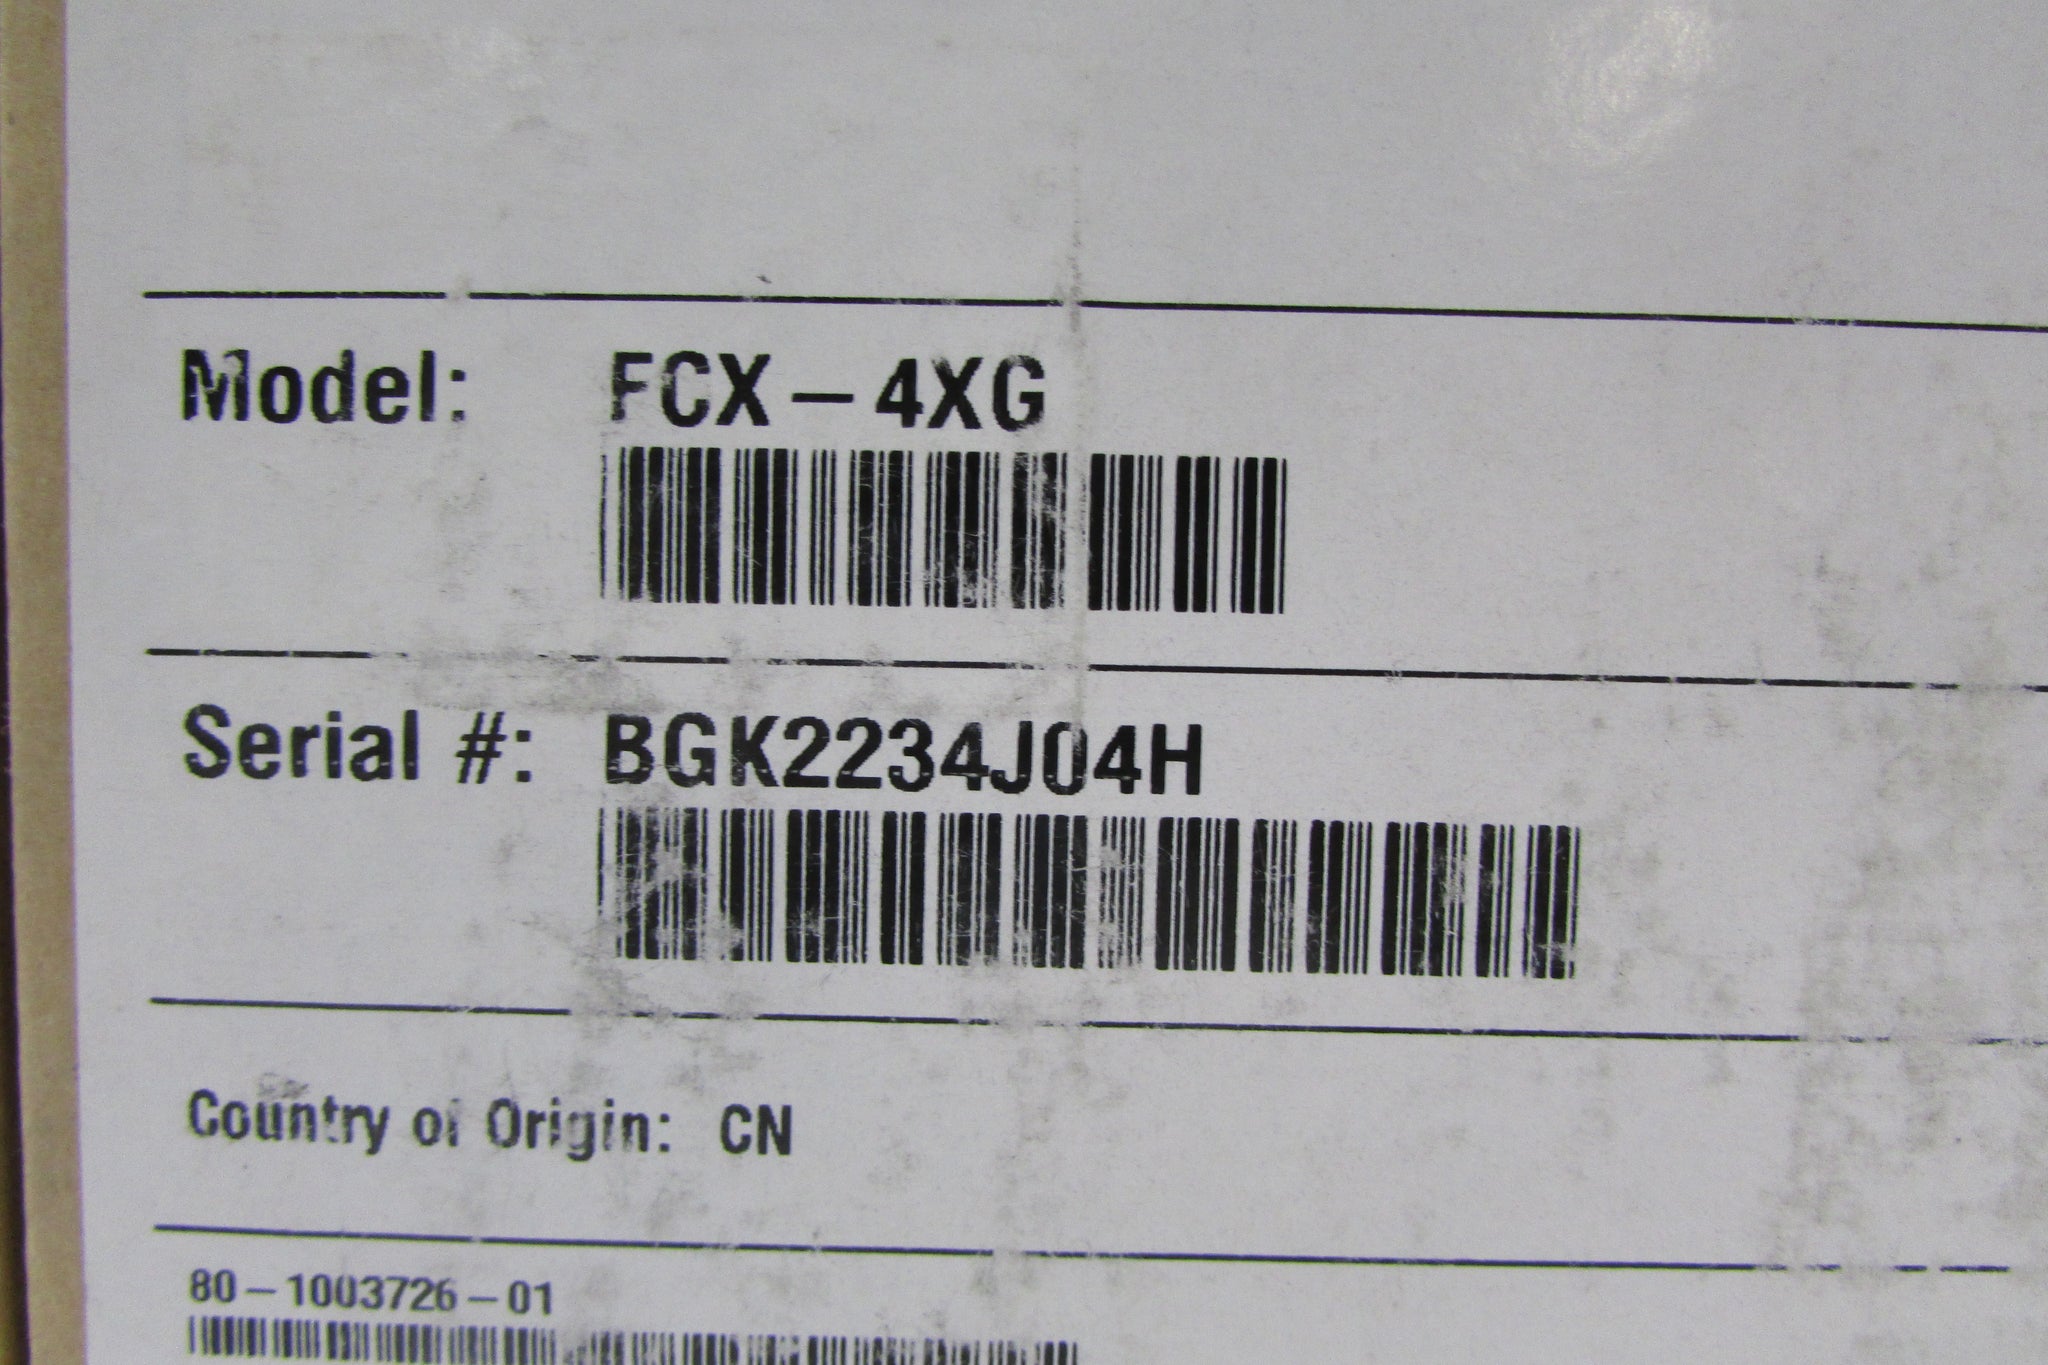 Model: FCX-4XG
Serial #: BGK2234J04H
Country of Origin: CN
80-1003726-01